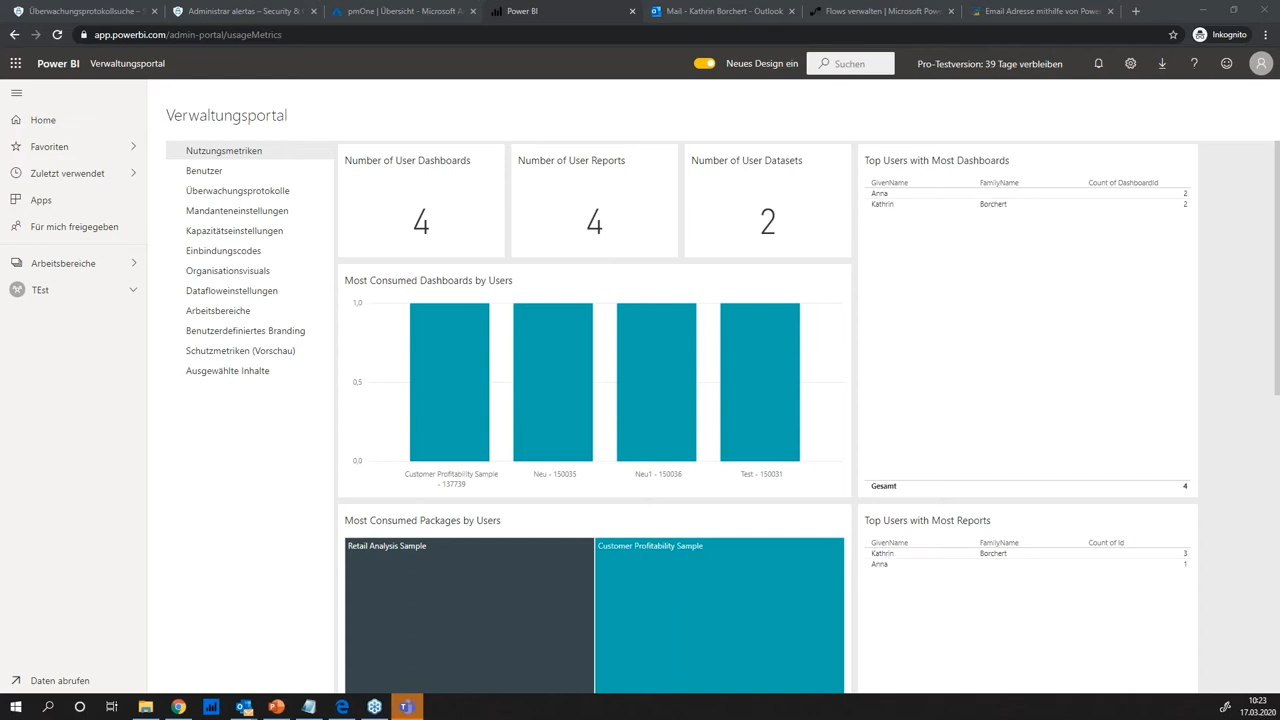 Überwachungsprotokollsuche – S
Administrar alertas – Security &
pmOne | Übersicht – Microsoft A
Power BI
Mail - Kathrin Borchert - Outlook
Flows verwalten | Microsoft Powe
Email Adresse mithilfe von Power
app.powerbi.com/admin-portal/usageMetrics
Inkognito
Power BI Verwaltungsportal
Neues Design ein
Suchen
Pro-Testversion: 39 Tage verbleiben
Home
Favoriten
Zuletzt verwendet
Apps
Für mich freigegeben
Arbeitsbereiche
TEst
Daten abrufen
Verwaltungsportal
Nutzungsmetriken
Benutzer
Überwachungsprotokolle
Mandanteneinstellungen
Kapazitätseinstellungen
Einbindungscodes
Organisationsvisuals
Datafloweinstellungen
Arbeitsbereiche
Benutzerdefiniertes Branding
Schutzmetriken (Vorschau)
Ausgewählte Inhalte
Number of User Dashboards
4
Number of User Reports
4
Number of User Datasets
2
Top Users with Most Dashboards
GivenName FamilyName Count of DashboardId
Anna 2
Kathrin Borchert 2
Gesamt 4
Most Consumed Dashboards by Users
1,0
0,5
0,0
Customer Profitability Sample
- 137739
Neu - 150035
Neu1 - 150036
Test - 150031
Most Consumed Packages by Users
Retail Analysis Sample
Customer Profitability Sample
Top Users with Most Reports
GivenName FamilyName Count of Id
Kathrin Borchert 3
Anna 1
10:23
17.03.2020